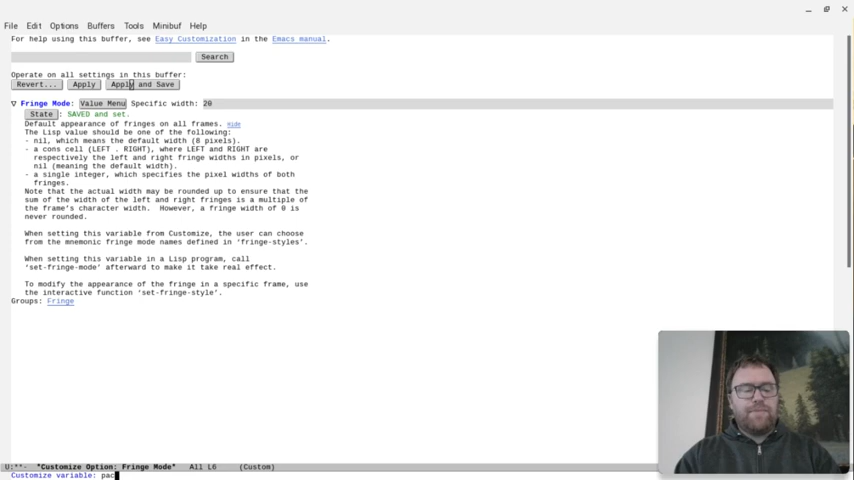 File Edit Options Buffers Tools Minibuf Help
For help using this buffer, see Easy Customization in the Emacs manual.
Search
Operate on all settings in this buffer:
Revert... Apply Apply and Save
▽ Fringe Mode: Value Menu Specific width: 20
State : SAVED and set.
Default appearance of fringes on all frames. Hide
The Lisp value should be one of the following:
- nil, which means the default width (8 pixels).
- a cons cell (LEFT . RIGHT), where LEFT and RIGHT are
respectively the left and right fringe widths in pixels, or
nil (meaning the default width).
- a single integer, which specifies the pixel widths of both
fringes.
Note that the actual width may be rounded up to ensure that the
sum of the width of the left and right fringes is a multiple of
the frame’s character width.  However, a fringe width of 0 is
never rounded.
When setting this variable from Customize, the user can choose
from the mnemonic fringe mode names defined in ‘fringe-styles’.
When setting this variable in a Lisp program, call
‘set-fringe-mode’ afterward to make it take real effect.
To modify the appearance of the fringe in a specific frame, use
the interactive function ‘set-fringe-style’.
Groups: Fringe
U:**-  *Customize Option: Fringe Mode*   All L6    (Custom)
Customize variable: pac